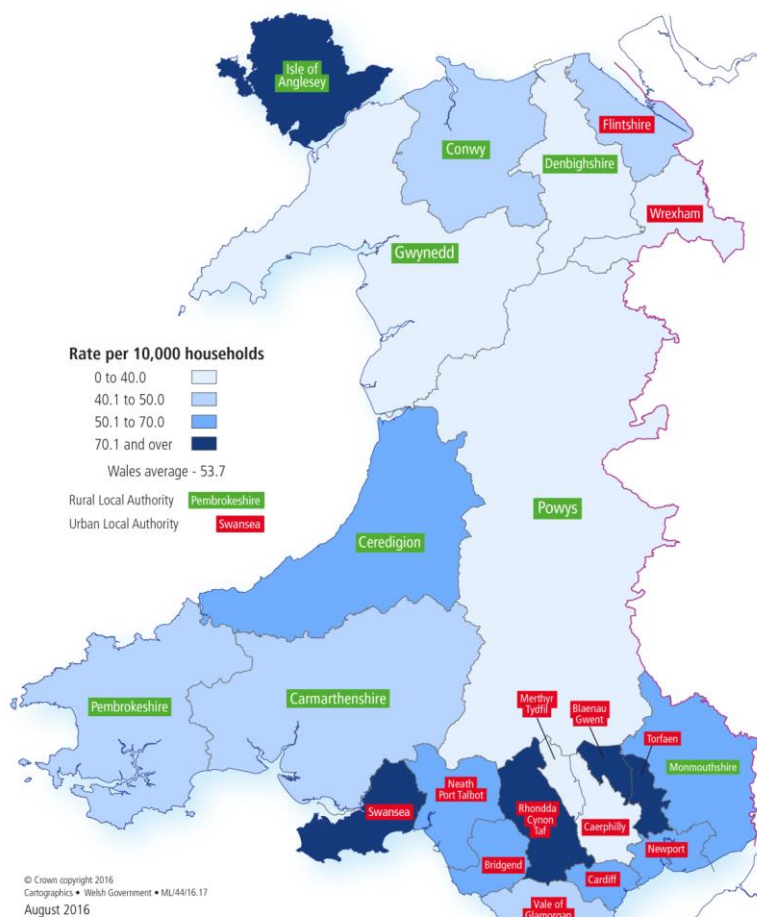 Isle of
Anglesey
Flintshire
Conwy
Denbighshire
Wrexham
Gwynedd
Rate per 10,000 households
0 to 40.0
40.1 to 50.0
50.1 to 70.0
70.1 and over
Wales average - 53.7
Rural Local Authority Pembrokeshire
Urban Local Authority Swansea
Powys
Ceredigion
Merthyr
Tydfil
Blaenau
Gwent
Carmarthenshire
Pembrokeshire
Torfaen
Monmouthshire
Neath
Port Talbot
Swansea
Rhondda
Cynon
Taf
Caerphilly
Newport
Bridgend
Cardiff
Vale of
Glamorgan
© Crown copyright 2016
Cartographics • Welsh Government • ML/44/16.17
August 2016